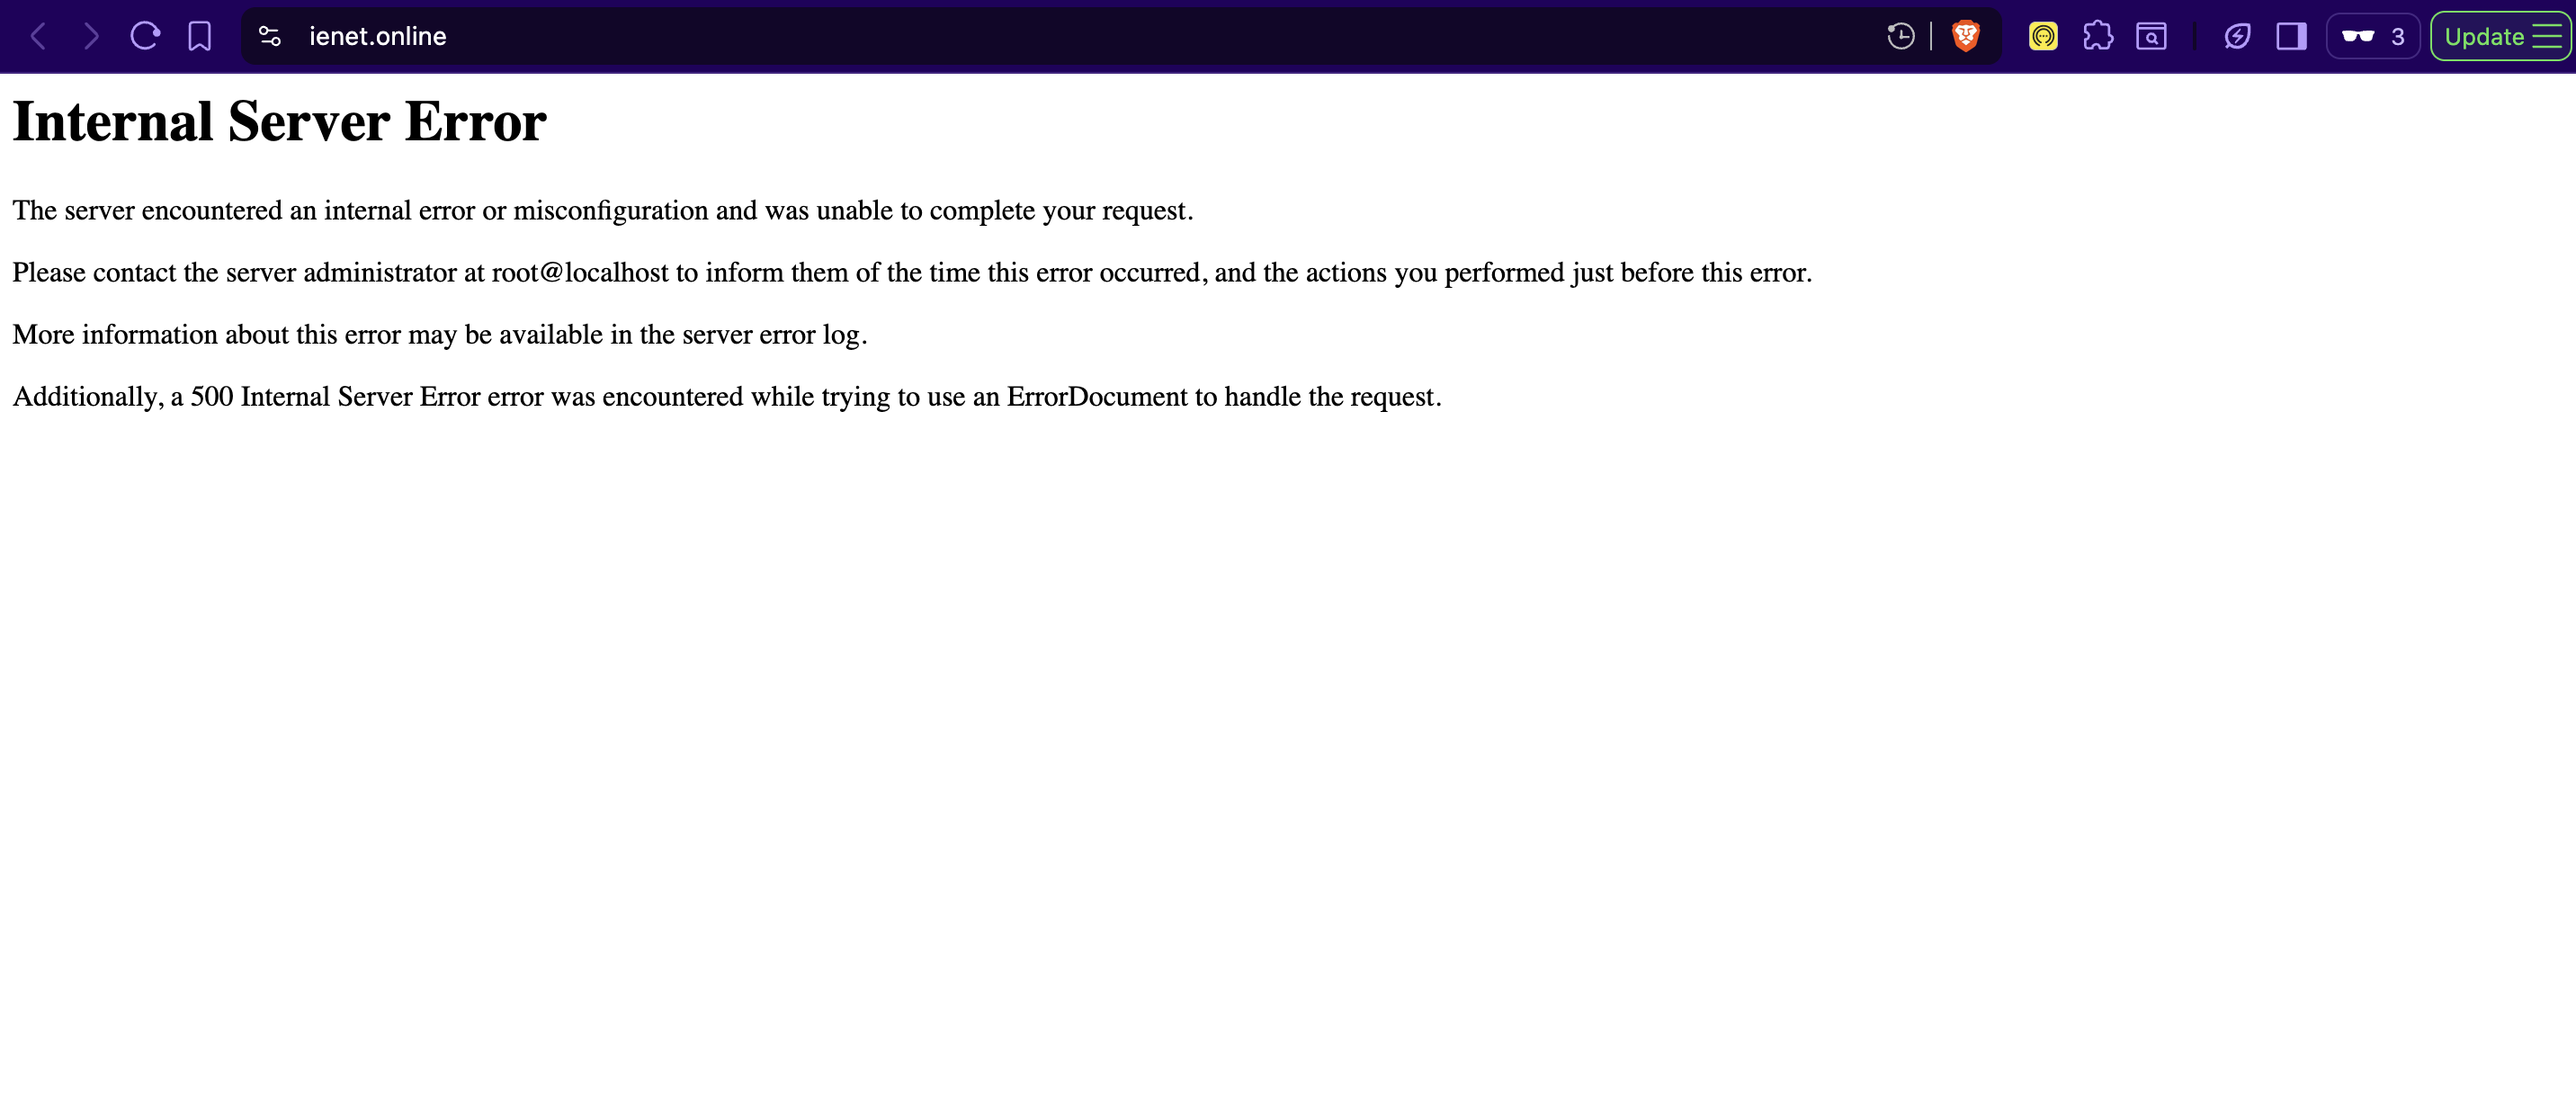 ienet.online
3
Update
Internal Server Error
The server encountered an internal error or misconfiguration and was unable to complete your request.
Please contact the server administrator at root@localhost to inform them of the time this error occurred, and the actions you performed just before this error.
More information about this error may be available in the server error log.
Additionally, a 500 Internal Server Error error was encountered while trying to use an ErrorDocument to handle the request.